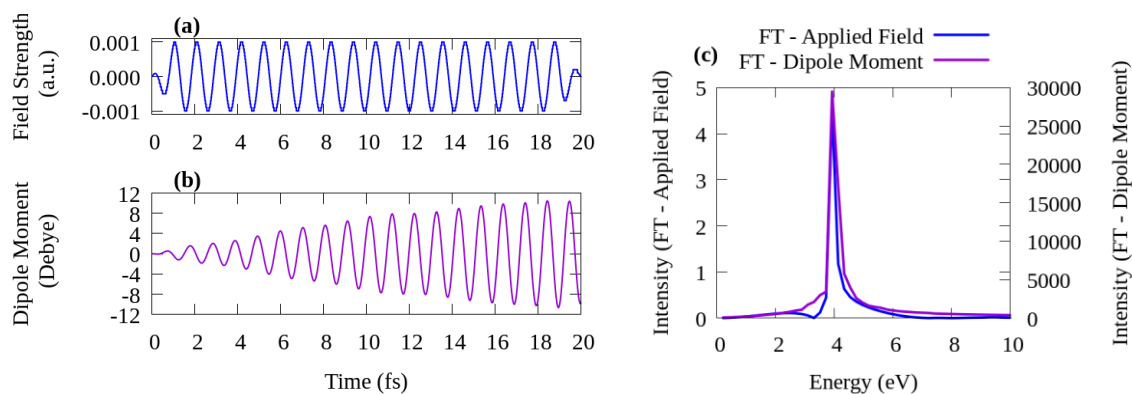 (a)
Field Strength
(a.u.)
0.001
0.000
-0.001
0 2 4 6 8 10 12 14 16 18 20
(b)
Dipole Moment
(Debye)
12
8
4
0
-4
-8
-12
0 2 4 6 8 10 12 14 16 18 20
Time (fs)
(c)
FT - Applied Field
FT - Dipole Moment
Intensity (FT - Applied Field)
5
4
3
2
1
0
30000
25000
20000
15000
10000
5000
0
Intensity (FT - Dipole Moment)
0 2 4 6 8 10
Energy (eV)